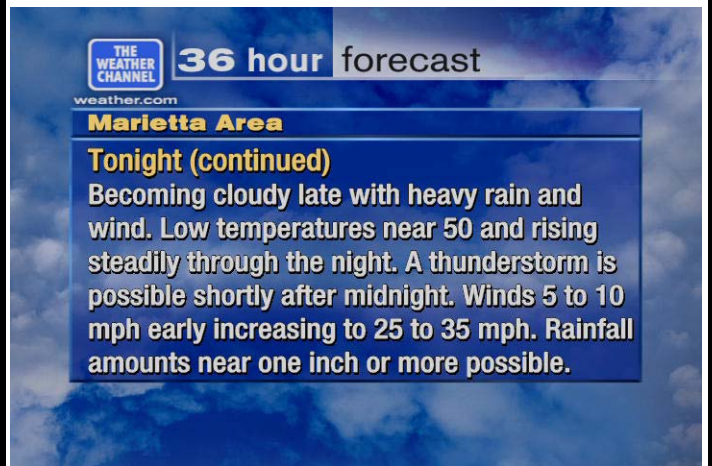 THE
WEATHER
CHANNEL
36 hour forecast
weather.com
Marietta Area
Tonight (continued)
Becoming cloudy late with heavy rain and
wind. Low temperatures near 50 and rising
steadily through the night. A thunderstorm is
possible shortly after midnight. Winds 5 to 10
mph early increasing to 25 to 35 mph. Rainfall
amounts near one inch or more possible.